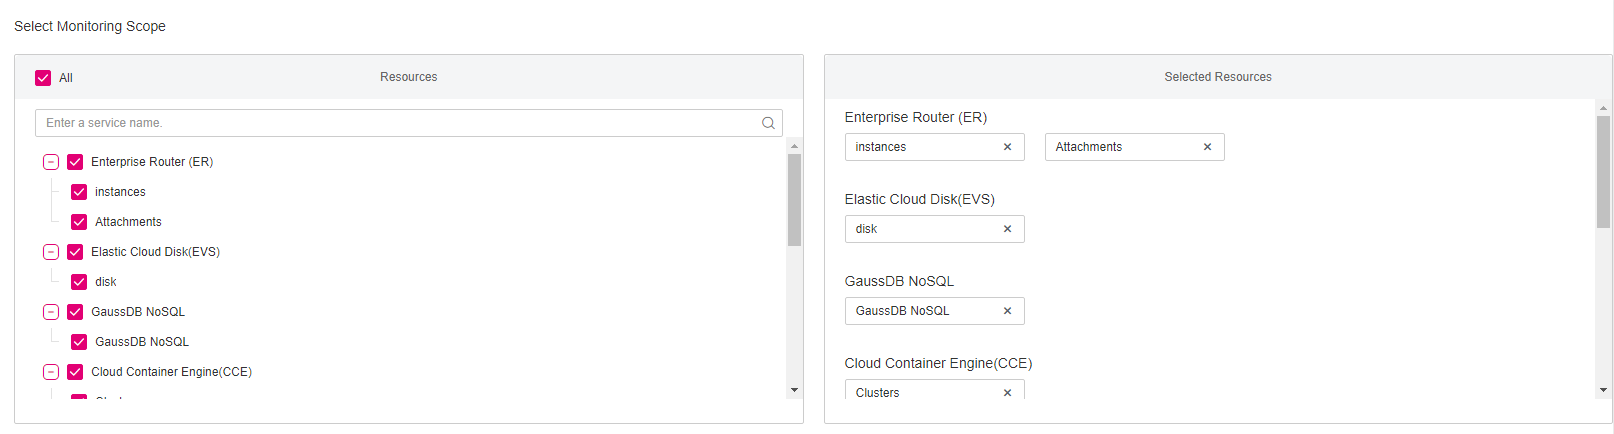 Select Monitoring Scope
All
Resources
Enter a service name.
Enterprise Router (ER)
instances
Attachments
Elastic Cloud Disk(EVS)
disk
GaussDB NoSQL
GaussDB NoSQL
Cloud Container Engine(CCE)
Selected Resources
Enterprise Router (ER)
instances
Attachments
Elastic Cloud Disk(EVS)
disk
GaussDB NoSQL
GaussDB NoSQL
Cloud Container Engine(CCE)
Clusters